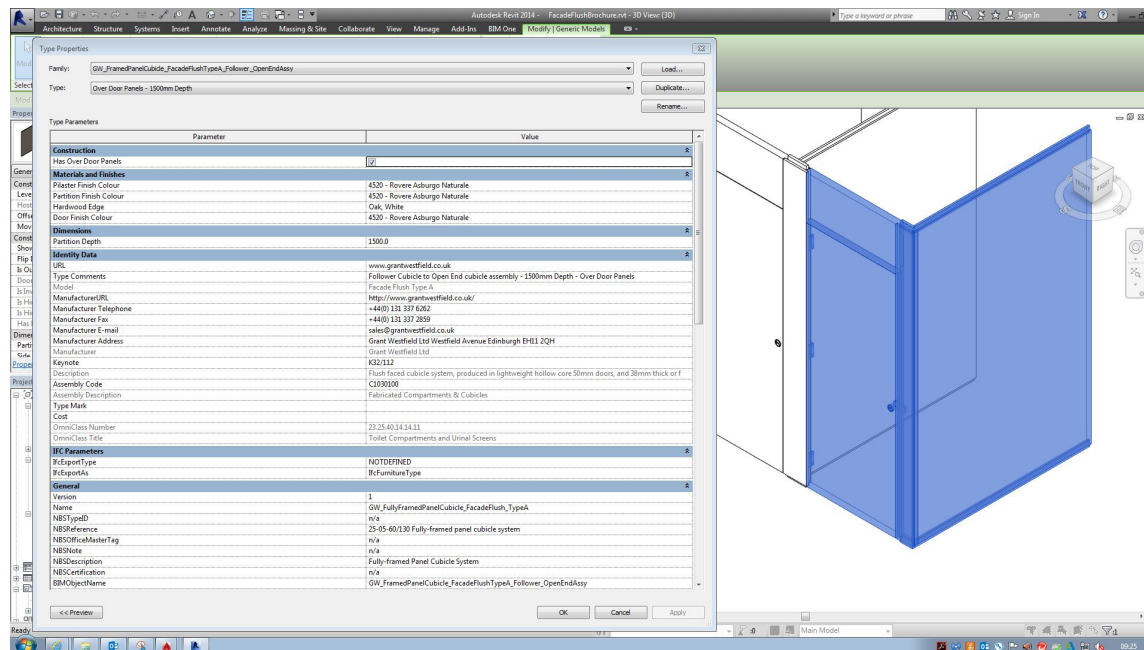 Autodesk Revit 2014 - FacadeFlushBrochure.rvt - 3D View: {3D}
Type a keyword or phrase
Sign In
Architecture Structure Systems Insert Annotate Analyze Massing & Site Collaborate View Manage Add-Ins BIM One Modify | Generic Models
Type Properties
Family: GW_FramedPanelCubicle_FacadeFlushTypeA_Follower_OpenEndAssy Load...
Type: Over Door Panels - 1500mm Depth Duplicate...
Rename...
Type Parameters
Parameter Value
Construction
Has Over Door Panels
Materials and Finishes
Pilaster Finish Colour 4520 - Rovere Asburgo Naturale
Partition Finish Colour 4520 - Rovere Asburgo Naturale
Hardwood Edge Oak, White
Door Finish Colour 4520 - Rovere Asburgo Naturale
Dimensions
Partition Depth 1500.0
Identity Data
URL www.grantwestfield.co.uk
Type Comments Follower Cubicle to Open End cubicle assembly - 1500mm Depth - Over Door Panels
Model Facade Flush Type A
ManufacturerURL http://www.grantwestfield.co.uk/
Manufacturer Telephone +44(0) 131 337 6262
Manufacturer Fax +44(0) 131 337 2859
Manufacturer E-mail sales@grantwestfield.co.uk
Manufacturer Address Grant Westfield Ltd Westfield Avenue Edinburgh EH11 2QH
Manufacturer Grant Westfield Ltd
Keynote K32/112
Description Flush faced cubicle system, produced in lightweight hollow core 50mm doors, and 38mm thick or f
Assembly Code C1030100
Assembly Description Fabricated Compartments & Cubicles
Type Mark
Cost
OmniClass Number 23.25.40.14.14.11
OmniClass Title Toilet Compartments and Urinal Screens
IFC Parameters
IfcExportType NOTDEFINED
IfcExportAs IfcFurnitureType
General
Version 1
Name GW_FullyFramedPanelCubicle_FacadeFlush_TypeA
NBSTypeID n/a
NBSReference 25-05-60/130 Fully-framed panel cubicle system
NBSOfficeMasterTag n/a
NBSNote n/a
NBSDescription Fully-framed Panel Cubicle System
NBSCertification n/a
BIMObjectName GW_FramedPanelCubicle_FacadeFlushTypeA_Follower_OpenEndAssy
<< Preview OK Cancel Apply
TOP
FRONT RIGHT
Select
Ready
:0 Main Model
:1
09:25